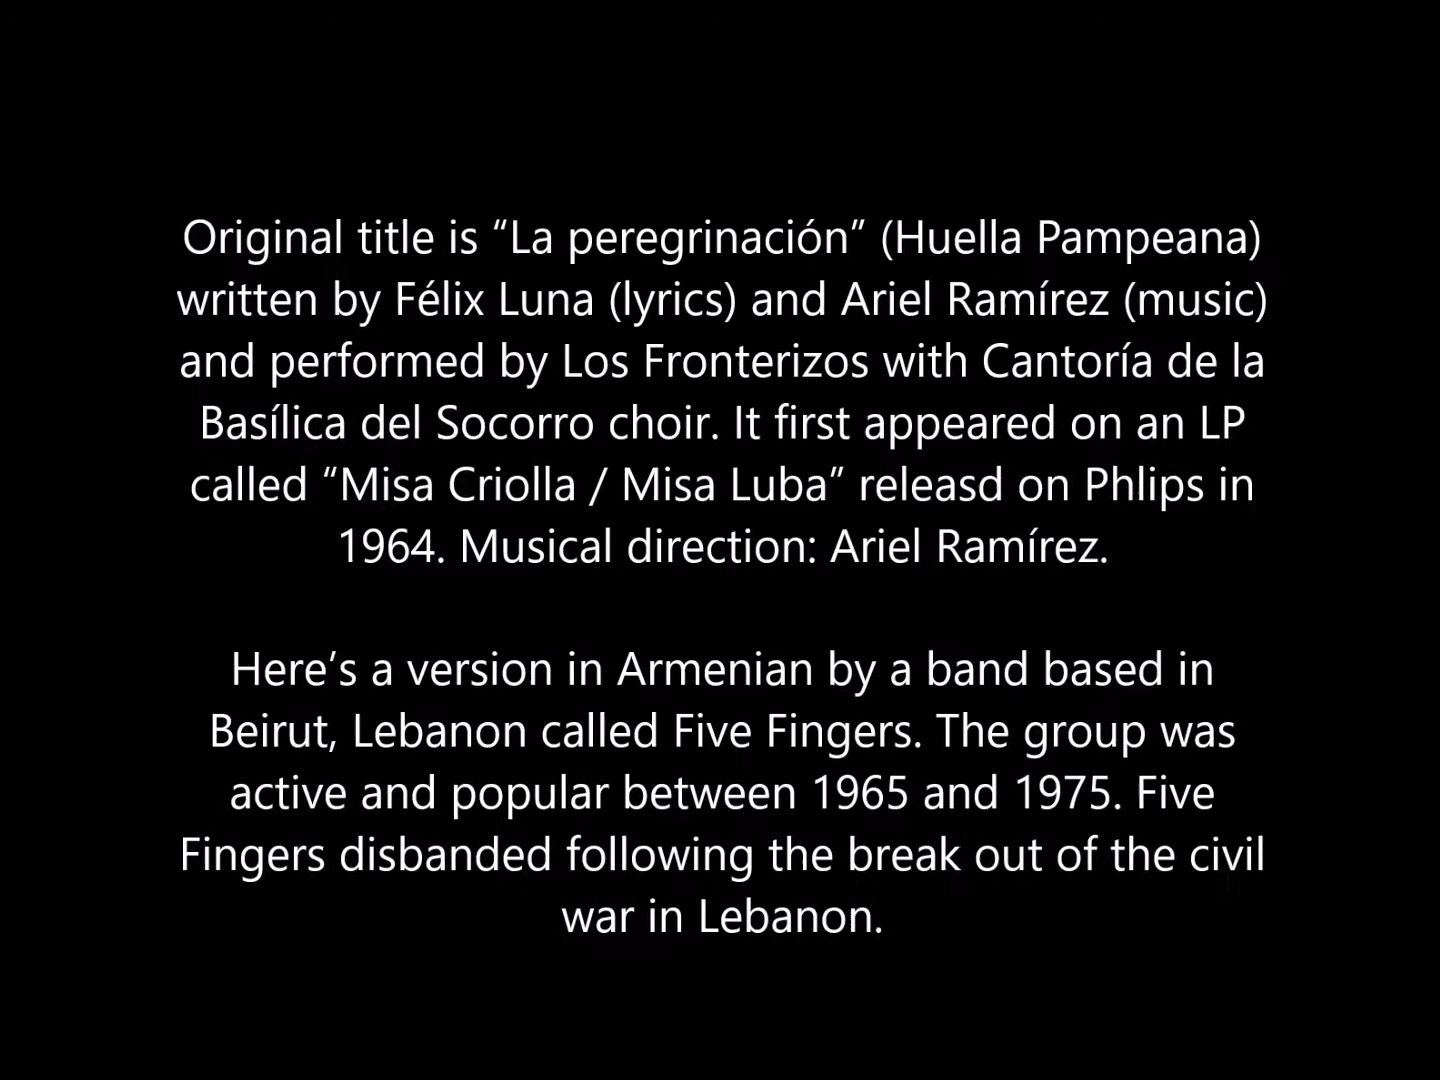 Original title is “La peregrinación” (Huella Pampeana)
written by Félix Luna (lyrics) and Ariel Ramírez (music)
and performed by Los Fronterizos with Cantoría de la
Basílica del Socorro choir. It first appeared on an LP
called “Misa Criolla / Misa Luba” releasd on Phlips in
1964. Musical direction: Ariel Ramírez.
Here’s a version in Armenian by a band based in
Beirut, Lebanon called Five Fingers. The group was
active and popular between 1965 and 1975. Five
Fingers disbanded following the break out of the civil
war in Lebanon.